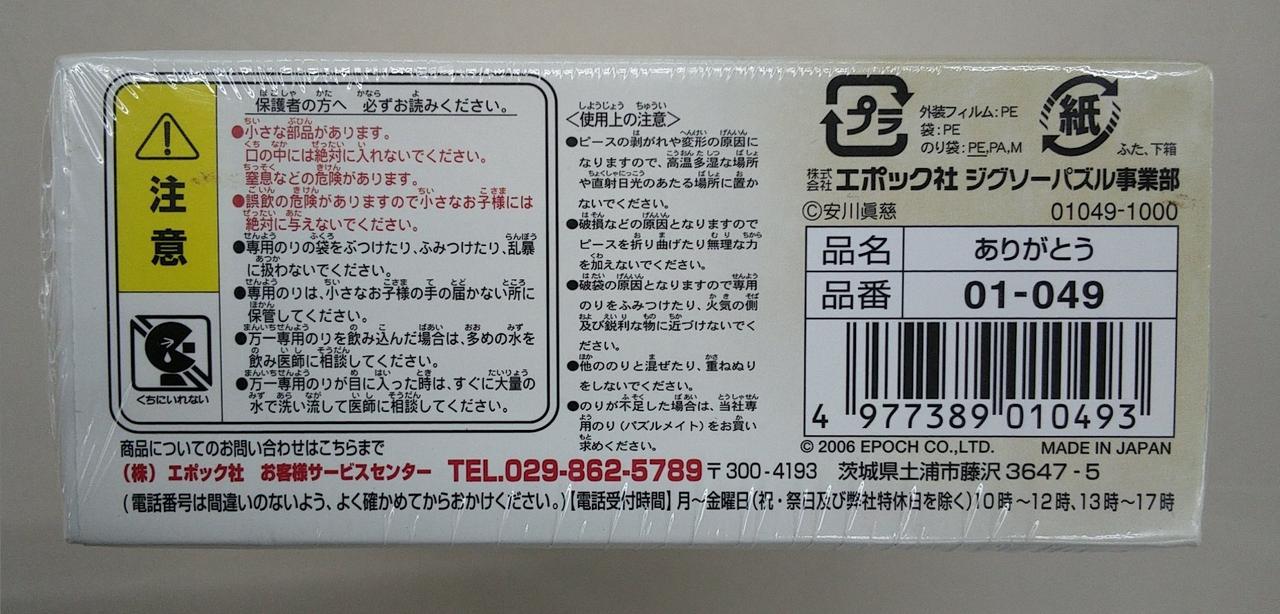 注意
くちにいれない
保護者の方へ 必ずお読みください。
●小さな部品があります。
口の中には絶対に入れないでください。
窒息などの危険があります。
●誤飲の危険がありますので小さなお子様には
絶対に与えないでください。
●専用のりの袋をぶつけたり、ふみつけたり、乱暴
に扱わないでください。
●専用のりは、小さなお子様の手の届かない所に
保管してください。
●万一専用のりを飲み込んだ場合は、多めの水を
飲み医師に相談してください。
●万一専用のりが目に入った時は、すぐに大量の
水で洗い流して医師に相談してください。
〈使用上の注意〉
●ピースの剥がれや変形の原因に
なりますので、高温多湿な場所
や直射日光のあたる場所に置か
ないでください。
●破損などの原因となりますので
ピースを折り曲げたり無理な力
を加えないでください。
●破袋の原因となりますので専用
のりをふみつけたり、火気の側
及び鋭利な物に近づけないでく
ださい。
●他ののりと混ぜたり、重ねぬり
をしないでください。
●のりが不足した場合は、当社専
用のり(パズルメイト)をお買い
求めください。
プラ
外装フィルム:PE
袋:PE
のり袋:PE,PA,M
紙
ふた、下箱
株式会社 エポック社 ジグソーパズル事業部
©安川眞慈 01049-1000
品名 ありがとう
品番 01-049
4 977389 010493
© 2006 EPOCH CO.,LTD. MADE IN JAPAN
商品についてのお問い合わせはこちらまで
(株) エポック社 お客様サービスセンター TEL.029-862-5789 〒300-4193 茨城県土浦市藤沢3647-5
(電話番号は間違いのないよう、よく確かめてからおかけください。)【電話受付時間】月〜金曜日(祝・祭日及び弊社特休日を除く)10時〜12時、13時〜17時